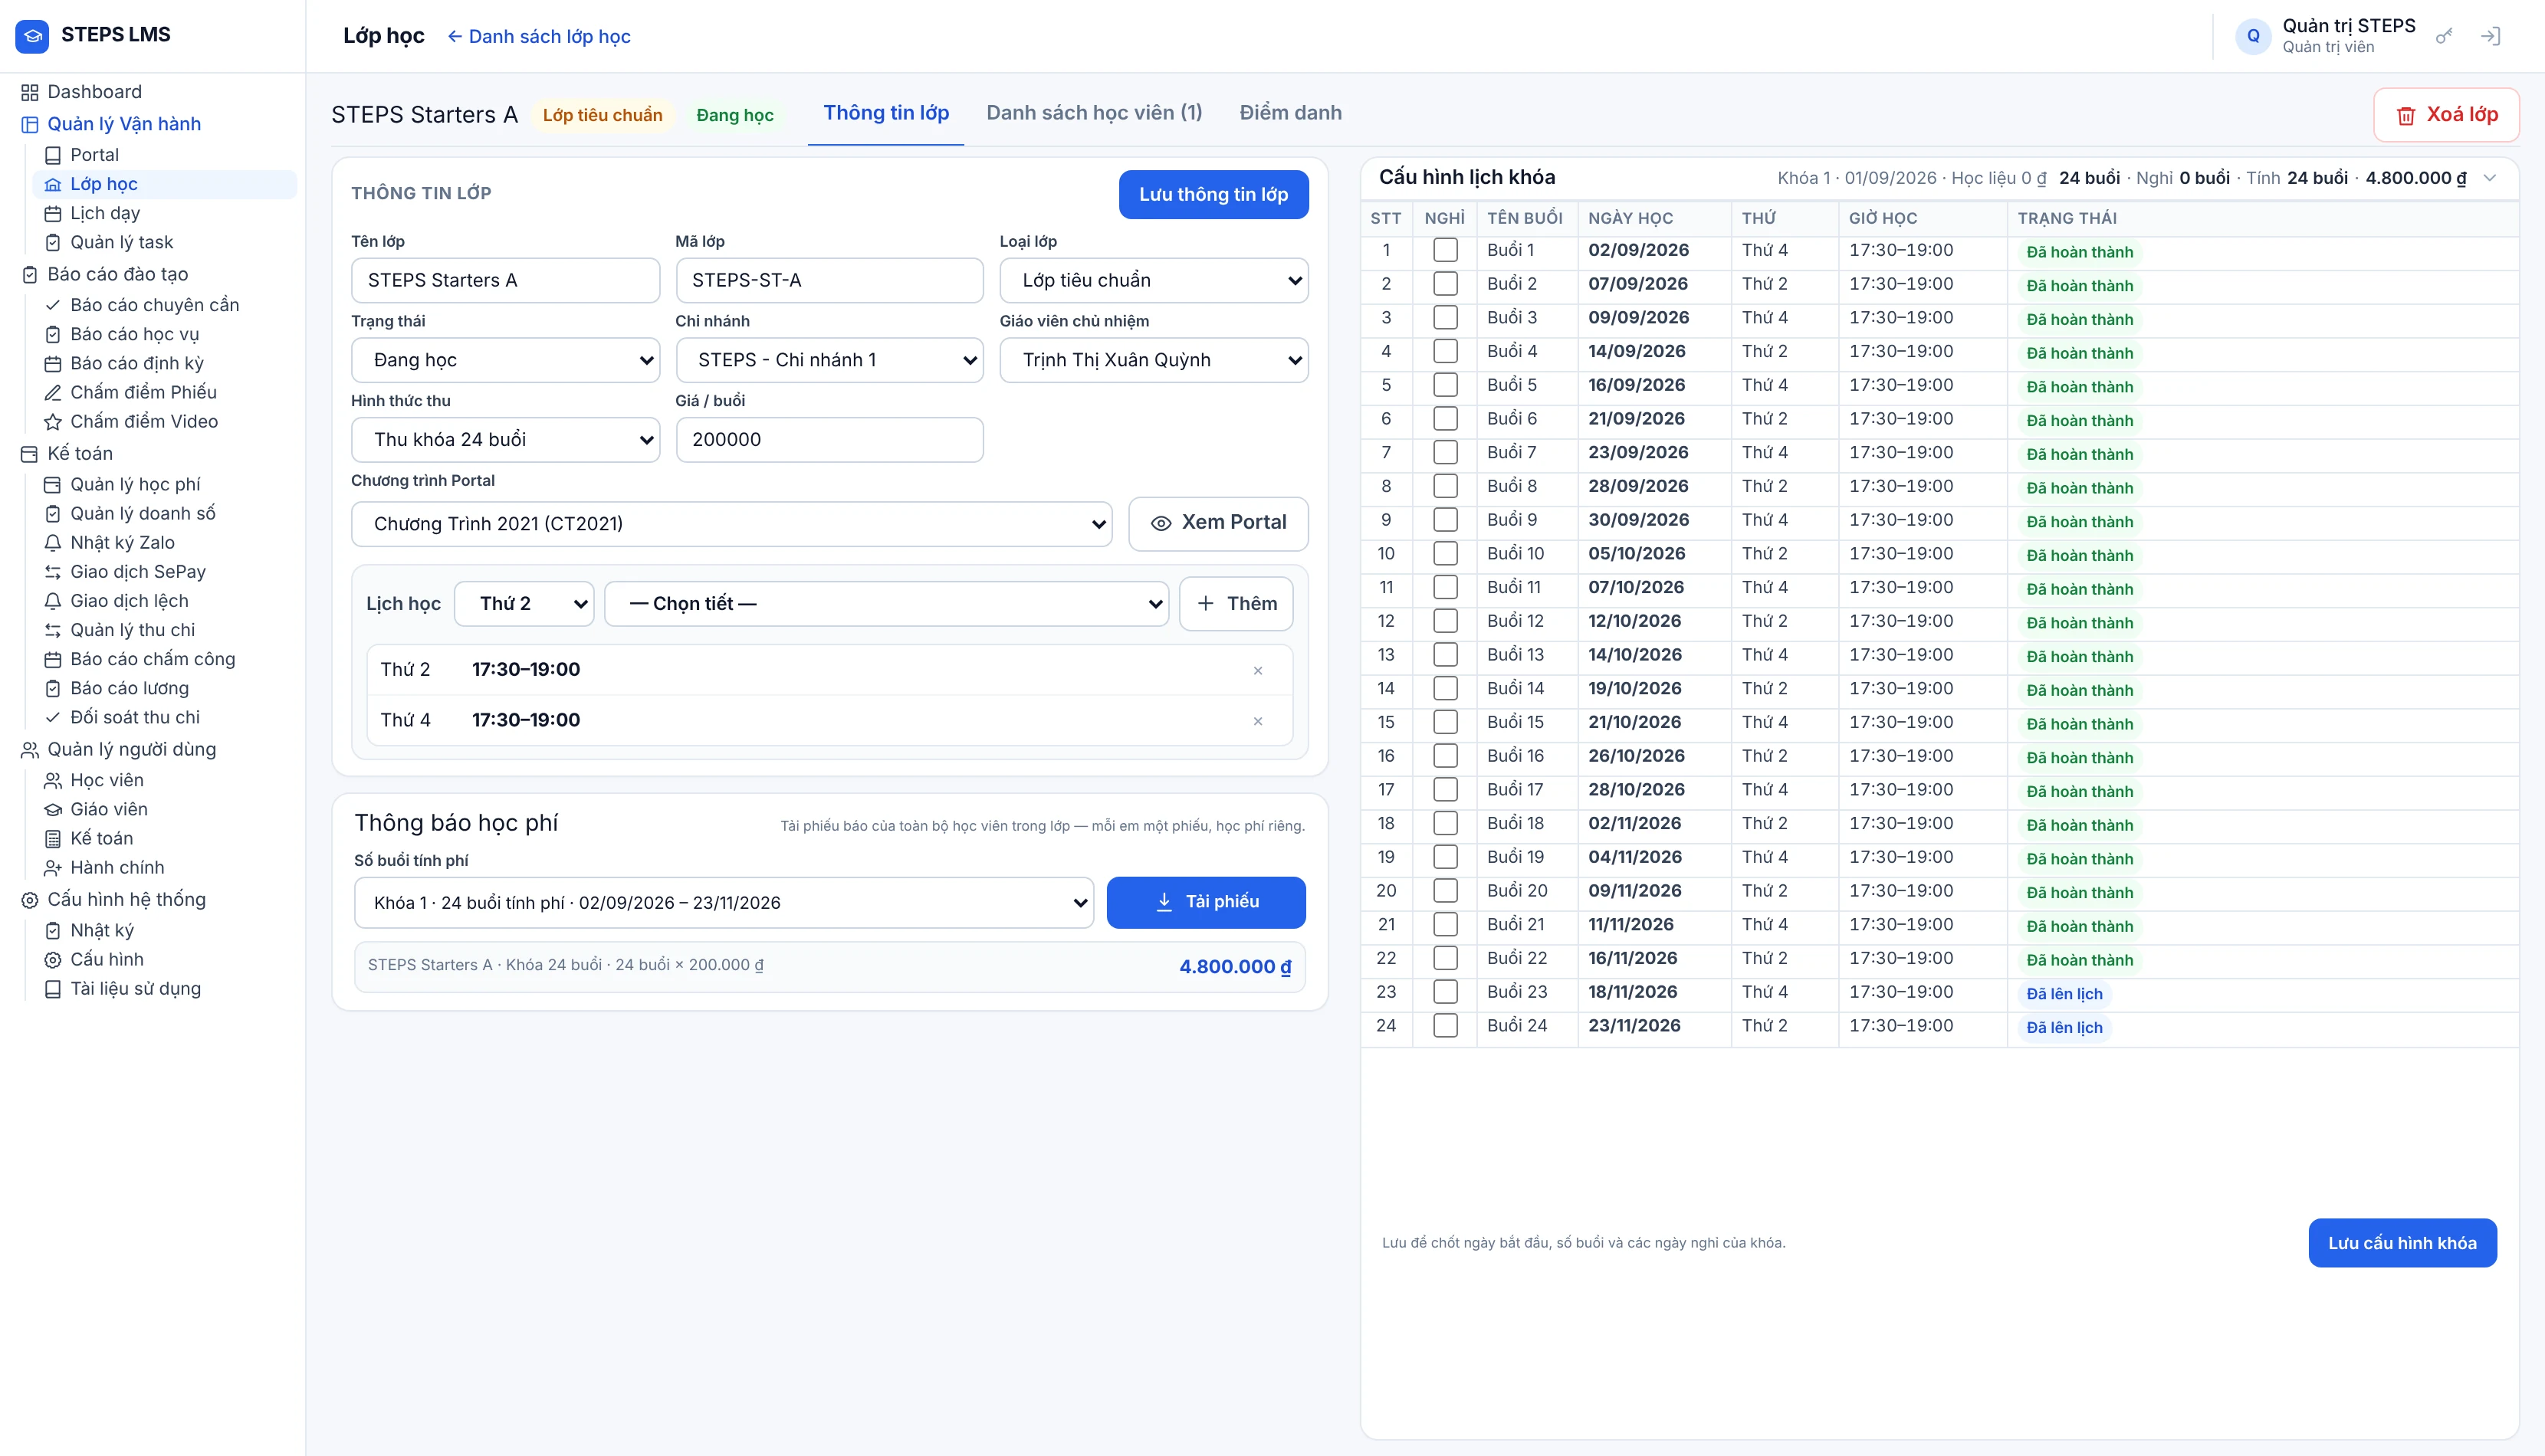 STEPS LMS
Lớp học
← Danh sách lớp học
Q
Quản trị STEPS
Quản trị viên
Dashboard
Quản lý Vận hành
Portal
Lớp học
Lịch dạy
Quản lý task
Báo cáo đào tạo
Báo cáo chuyên cần
Báo cáo học vụ
Báo cáo định kỳ
Chấm điểm Phiếu
Chấm điểm Video
Kế toán
Quản lý học phí
Quản lý doanh số
Nhật ký Zalo
Giao dịch SePay
Giao dịch lệch
Quản lý thu chi
Báo cáo chấm công
Báo cáo lương
Đối soát thu chi
Quản lý người dùng
Học viên
Giáo viên
Kế toán
Hành chính
Cấu hình hệ thống
Nhật ký
Cấu hình
Tài liệu sử dụng
STEPS Starters A Lớp tiêu chuẩn Đang học
Thông tin lớp Danh sách học viên (1) Điểm danh
Xoá lớp
THÔNG TIN LỚP
Lưu thông tin lớp
Tên lớp Mã lớp Loại lớp
STEPS Starters A STEPS-ST-A Lớp tiêu chuẩn
Trạng thái Chi nhánh Giáo viên chủ nhiệm
Đang học STEPS - Chi nhánh 1 Trịnh Thị Xuân Quỳnh
Hình thức thu Giá / buổi
Thu khóa 24 buổi 200000
Chương trình Portal
Chương Trình 2021 (CT2021) Xem Portal
Lịch học Thứ 2 — Chọn tiết — + Thêm
Thứ 2 17:30–19:00 ×
Thứ 4 17:30–19:00 ×
Thông báo học phí
Tải phiếu báo của toàn bộ học viên trong lớp — mỗi em một phiếu, học phí riêng.
Số buổi tính phí
Khóa 1 · 24 buổi tính phí · 02/09/2026 – 23/11/2026 Tải phiếu
STEPS Starters A · Khóa 24 buổi · 24 buổi × 200.000 ₫ 4.800.000 ₫
Cấu hình lịch khóa
Khóa 1 · 01/09/2026 · Học liệu 0 ₫ 24 buổi · Nghỉ 0 buổi · Tính 24 buổi · 4.800.000 ₫
STT NGHỈ TÊN BUỔI NGÀY HỌC THỨ GIỜ HỌC TRẠNG THÁI
1 Buổi 1 02/09/2026 Thứ 4 17:30–19:00 Đã hoàn thành
2 Buổi 2 07/09/2026 Thứ 2 17:30–19:00 Đã hoàn thành
3 Buổi 3 09/09/2026 Thứ 4 17:30–19:00 Đã hoàn thành
4 Buổi 4 14/09/2026 Thứ 2 17:30–19:00 Đã hoàn thành
5 Buổi 5 16/09/2026 Thứ 4 17:30–19:00 Đã hoàn thành
6 Buổi 6 21/09/2026 Thứ 2 17:30–19:00 Đã hoàn thành
7 Buổi 7 23/09/2026 Thứ 4 17:30–19:00 Đã hoàn thành
8 Buổi 8 28/09/2026 Thứ 2 17:30–19:00 Đã hoàn thành
9 Buổi 9 30/09/2026 Thứ 4 17:30–19:00 Đã hoàn thành
10 Buổi 10 05/10/2026 Thứ 2 17:30–19:00 Đã hoàn thành
11 Buổi 11 07/10/2026 Thứ 4 17:30–19:00 Đã hoàn thành
12 Buổi 12 12/10/2026 Thứ 2 17:30–19:00 Đã hoàn thành
13 Buổi 13 14/10/2026 Thứ 4 17:30–19:00 Đã hoàn thành
14 Buổi 14 19/10/2026 Thứ 2 17:30–19:00 Đã hoàn thành
15 Buổi 15 21/10/2026 Thứ 4 17:30–19:00 Đã hoàn thành
16 Buổi 16 26/10/2026 Thứ 2 17:30–19:00 Đã hoàn thành
17 Buổi 17 28/10/2026 Thứ 4 17:30–19:00 Đã hoàn thành
18 Buổi 18 02/11/2026 Thứ 2 17:30–19:00 Đã hoàn thành
19 Buổi 19 04/11/2026 Thứ 4 17:30–19:00 Đã hoàn thành
20 Buổi 20 09/11/2026 Thứ 2 17:30–19:00 Đã hoàn thành
21 Buổi 21 11/11/2026 Thứ 4 17:30–19:00 Đã hoàn thành
22 Buổi 22 16/11/2026 Thứ 2 17:30–19:00 Đã hoàn thành
23 Buổi 23 18/11/2026 Thứ 4 17:30–19:00 Đã lên lịch
24 Buổi 24 23/11/2026 Thứ 2 17:30–19:00 Đã lên lịch
Lưu để chốt ngày bắt đầu, số buổi và các ngày nghỉ của khóa.
Lưu cấu hình khóa